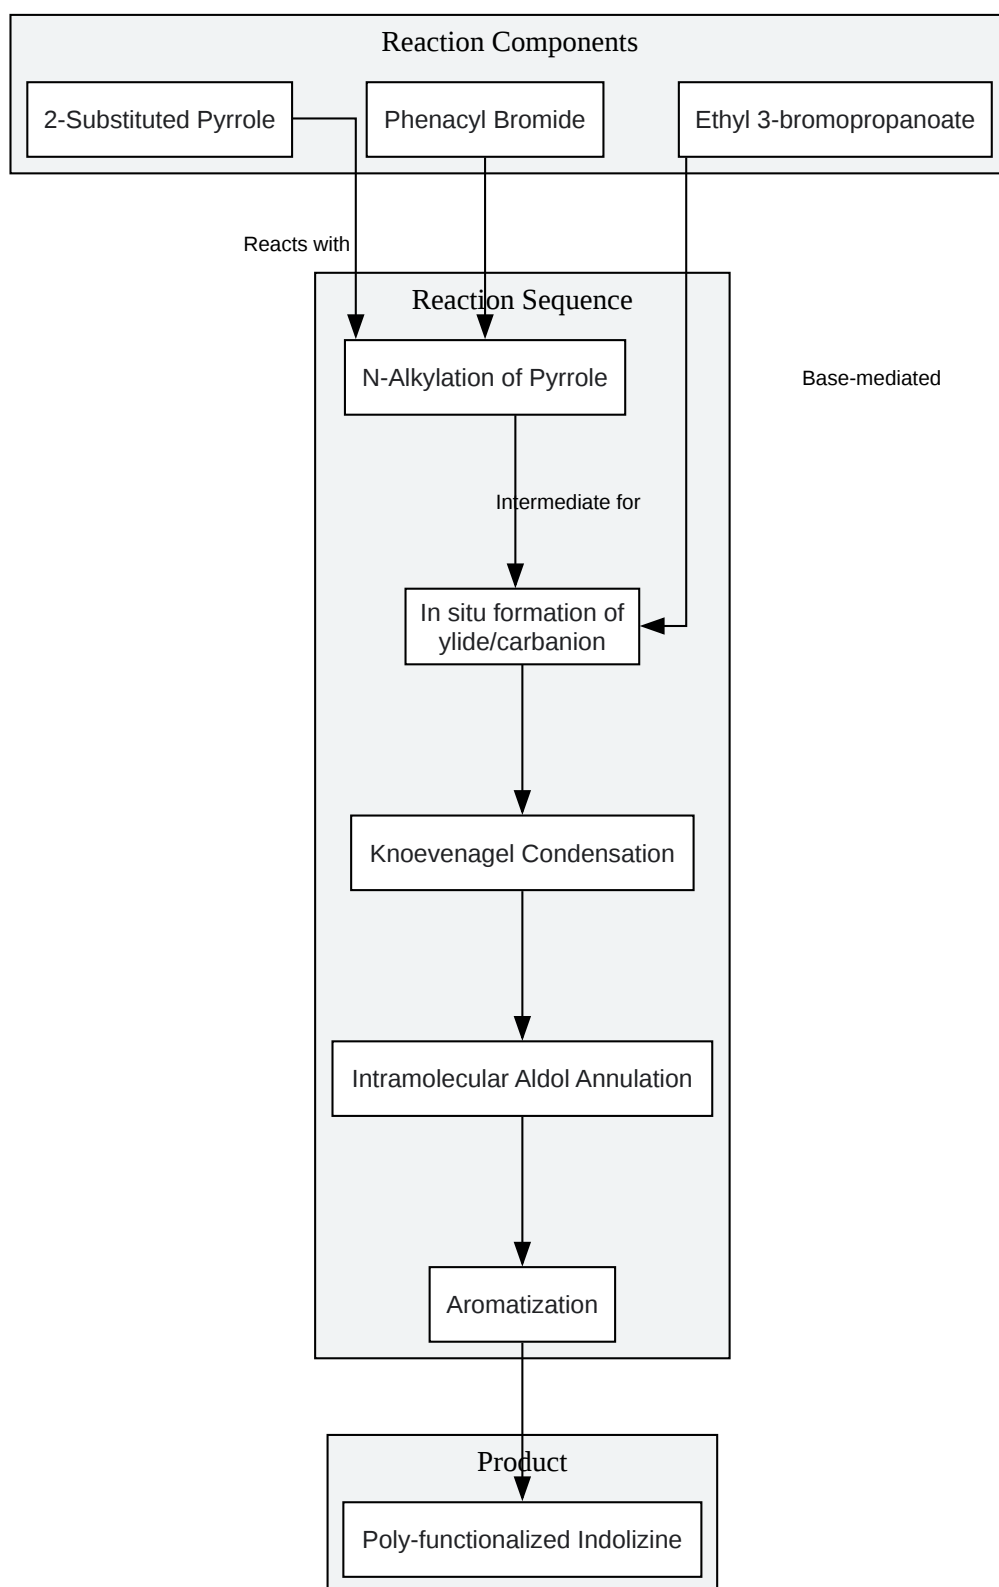 Reaction Components
2-Substituted Pyrrole
Phenacyl Bromide
Ethyl 3-bromopropanoate
Reacts with
Reaction Sequence
N-Alkylation of Pyrrole
Base-mediated
Intermediate for
In situ formation of
ylide/carbanion
Knoevenagel Condensation
Intramolecular Aldol Annulation
Aromatization
Product
Poly-functionalized Indolizine